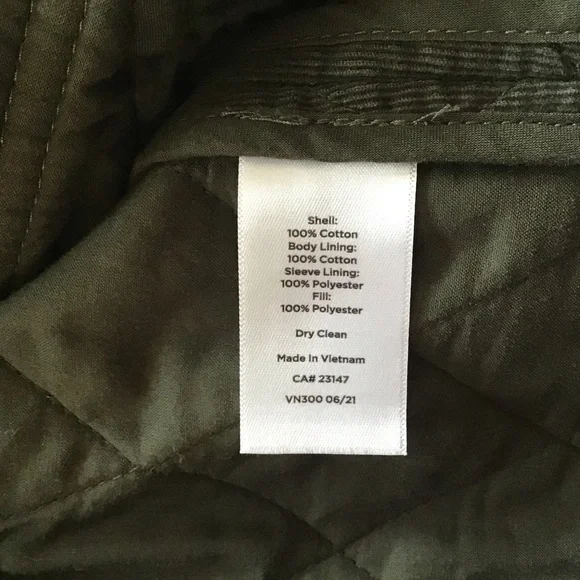 Shell:
100% Cotton
Body Lining:
100% Cotton
Sleeve Lining:
100% Polyester
Fill:
100% Polyester
Dry Clean
Made In Vietnam
CA# 23147
VN300 06/21